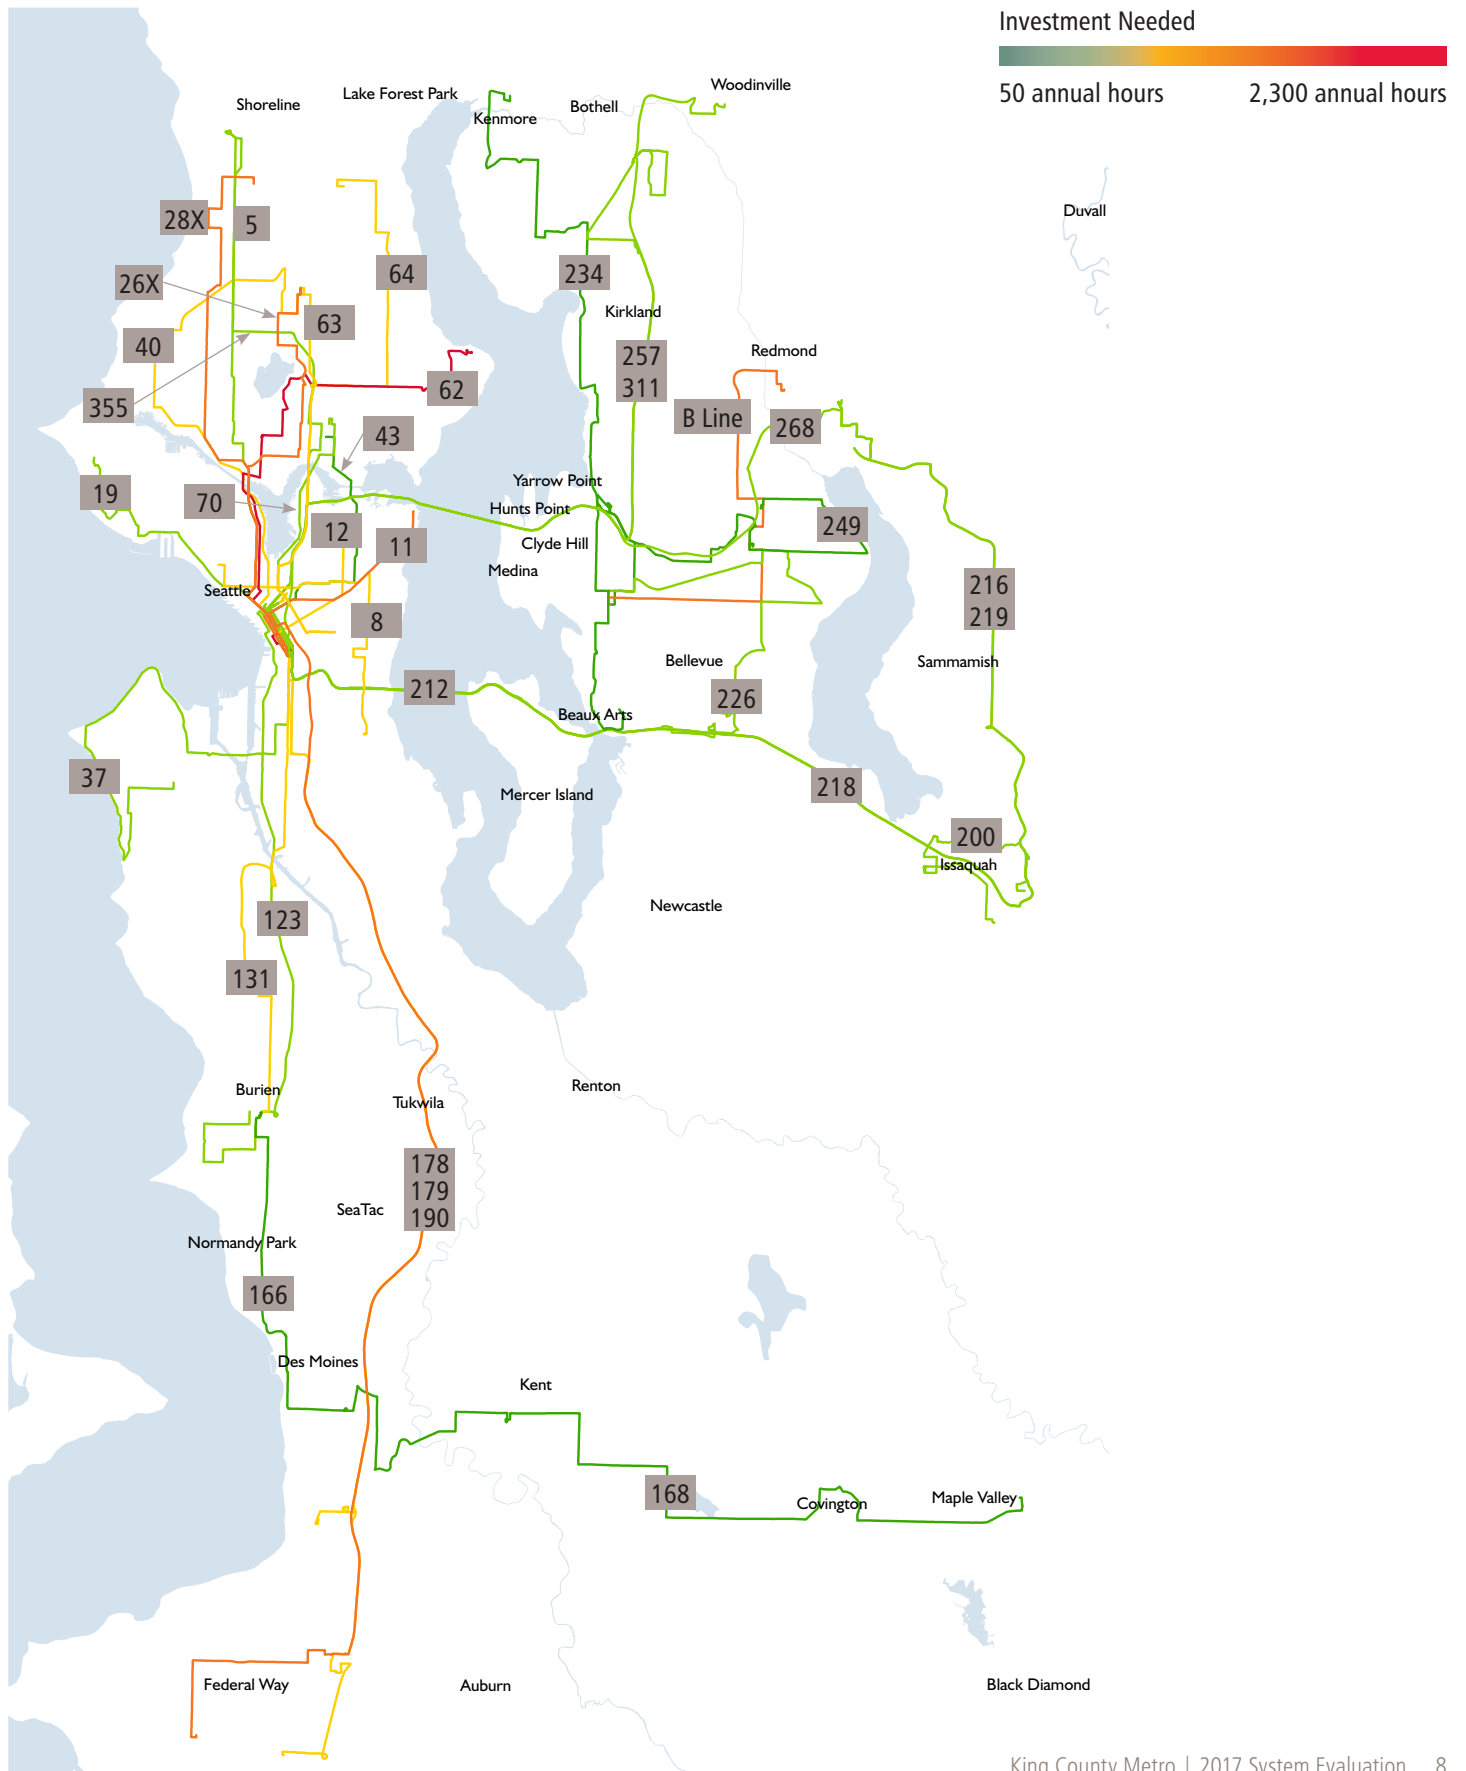 Investment Needed
50 annual hours
2,300 annual hours
Woodinville
Lake Forest Park
Shoreline
Bothell
Kenmore
Duvall
28X
5
64
234
26X
Kirkland
63
40
Redmond
257
311
62
355
B Line
268
43
Yarrow Point
19
70
Hunts Point
12
249
11
Clyde Hill
Medina
216
219
Seattle
8
Bellevue
Sammamish
212
226
Beaux Arts
37
218
Mercer Island
200
Issaquah
Newcastle
123
131
Burien
Renton
Tukwila
178
179
190
SeaTac
Normandy Park
166
Des Moines
Kent
168
Covington
Maple Valley
Federal Way
Auburn
Black Diamond
King County Metro | 2017 System Evaluation 8